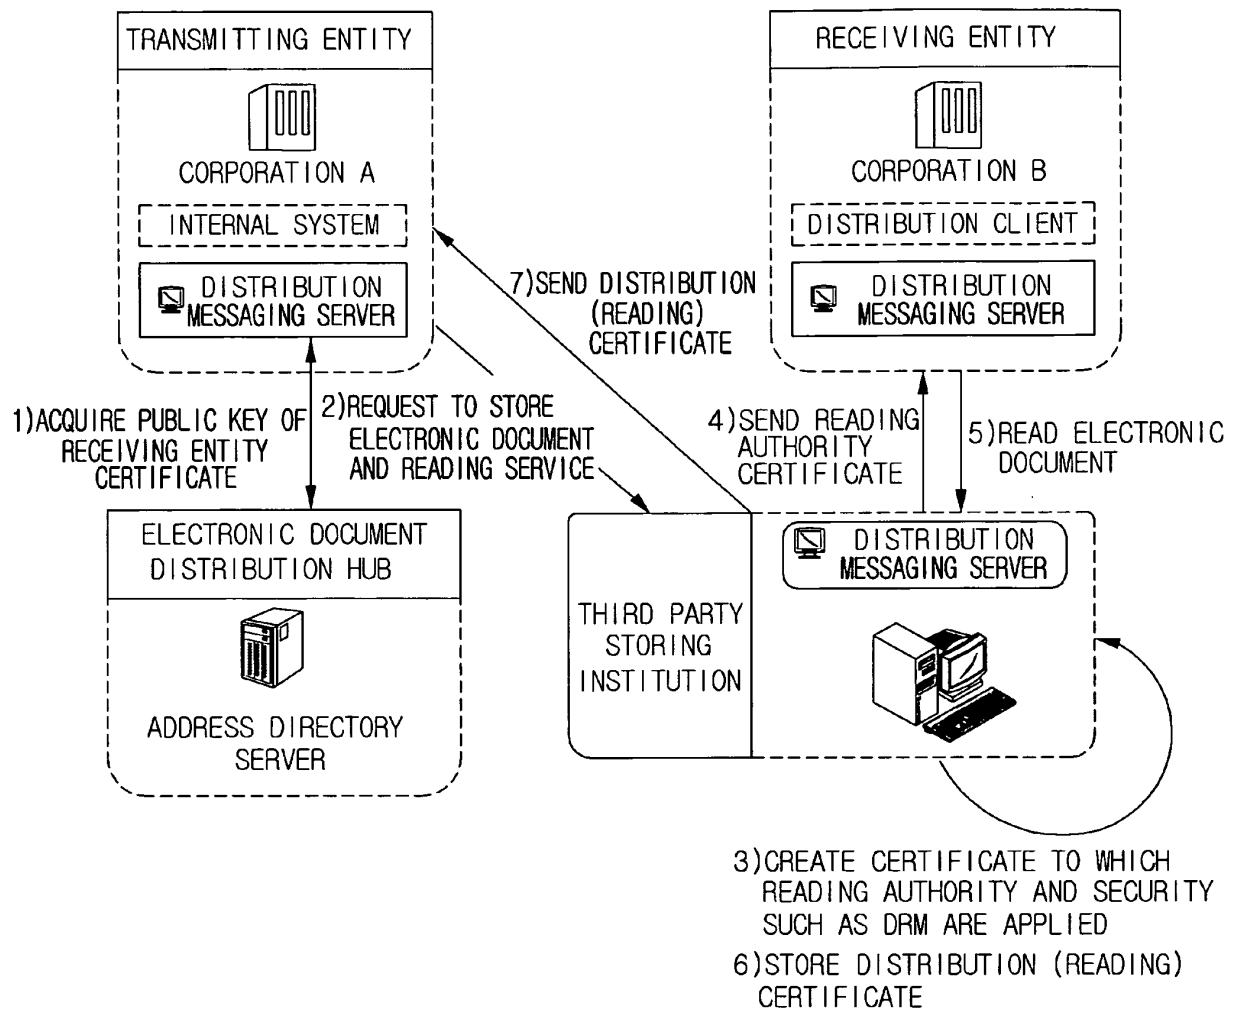 TRANSMITTING ENTITY
CORPORATION A
INTERNAL SYSTEM
DISTRIBUTION
MESSAGING SERVER
RECEIVING ENTITY
CORPORATION B
DISTRIBUTION CLIENT
DISTRIBUTION
MESSAGING SERVER
7)SEND DISTRIBUTION
(READING)
CERTIFICATE
1)ACQUIRE PUBLIC KEY OF
RECEIVING ENTITY
CERTIFICATE
2)REQUEST TO STORE
ELECTRONIC DOCUMENT
AND READING SERVICE
4)SEND READING
AUTHORITY
CERTIFICATE
5)READ ELECTRONIC
DOCUMENT
ELECTRONIC DOCUMENT
DISTRIBUTION HUB
ADDRESS DIRECTORY
SERVER
THIRD PARTY
STORING
INSTITUTION
DISTRIBUTION
MESSAGING SERVER
3)CREATE CERTIFICATE TO WHICH
READING AUTHORITY AND SECURITY
SUCH AS DRM ARE APPLIED
6)STORE DISTRIBUTION (READING)
CERTIFICATE